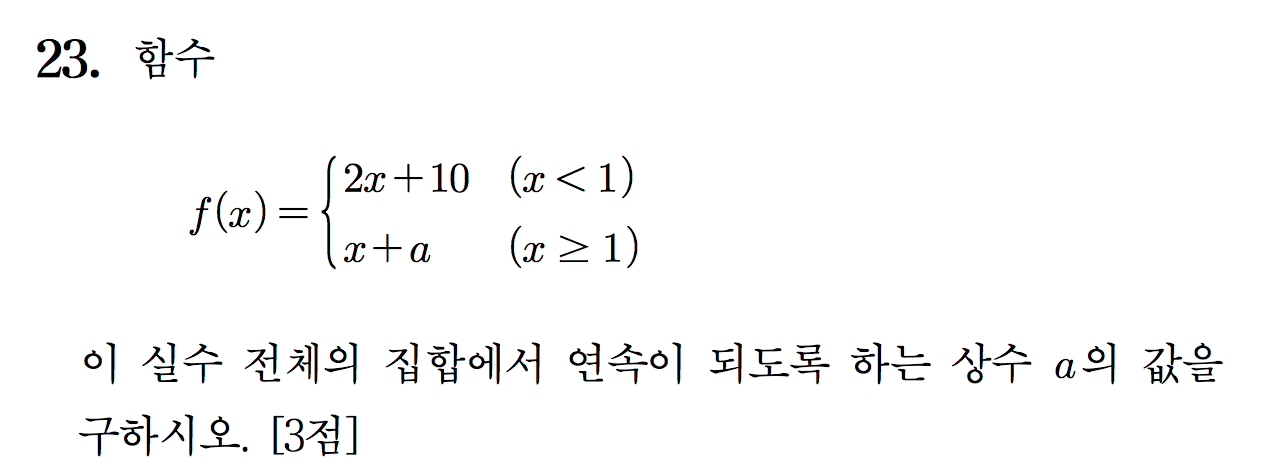 23. 함수
f(x) = { 2x+10 (x < 1)
x+a (x ≥ 1)
이 실수 전체의 집합에서 연속이 되도록 하는 상수 a의 값을
구하시오. [3점]